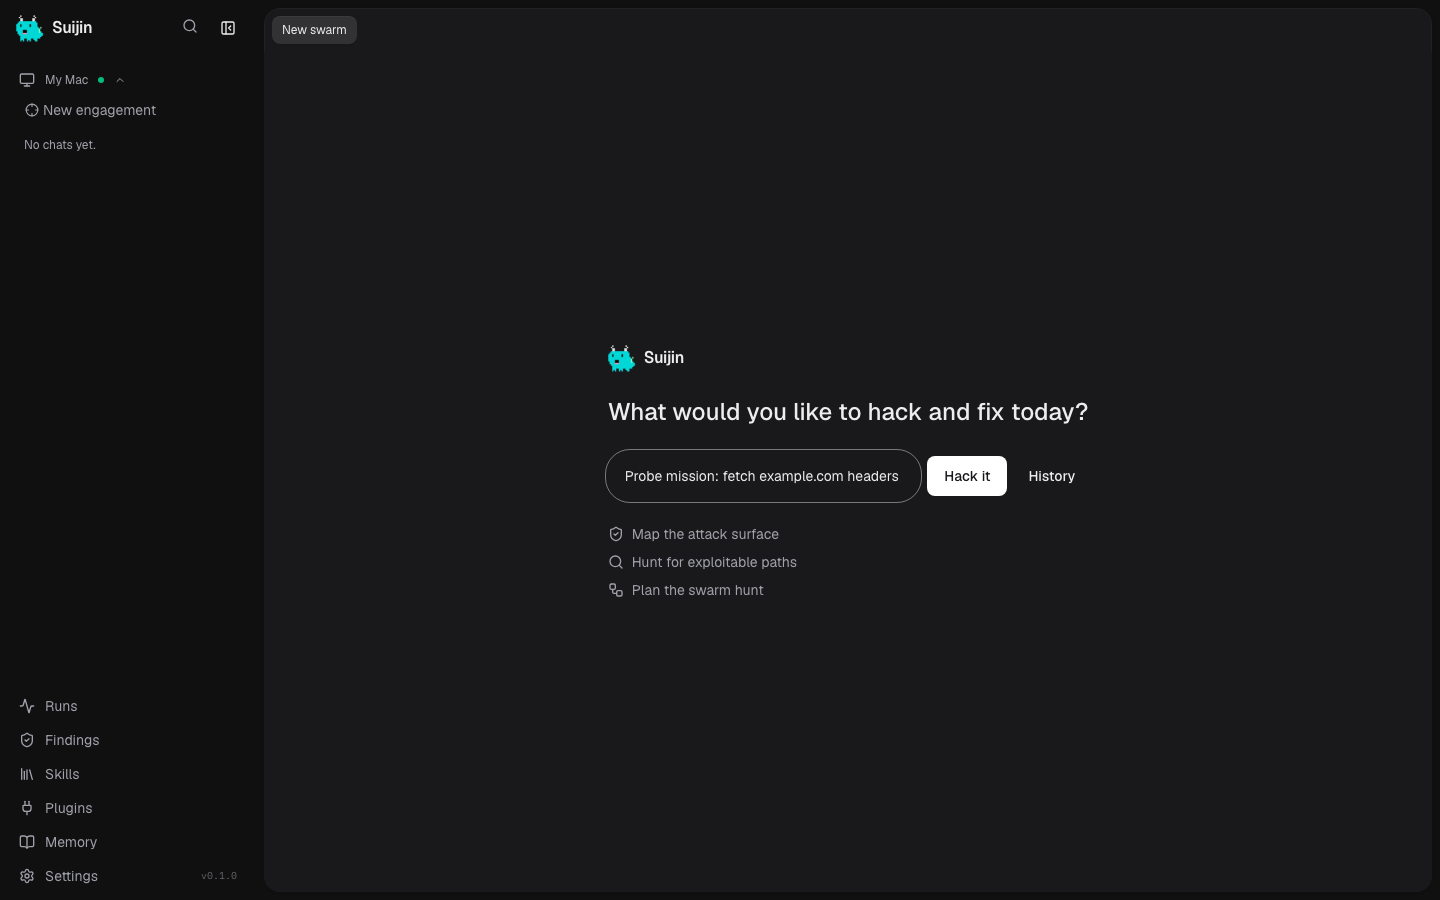 Suijin
My Mac
New engagement
No chats yet.
Runs
Findings
Skills
Plugins
Memory
Settings
v0.1.0
New swarm
Suijin
What would you like to hack and fix today?
Probe mission: fetch example.com headers
Hack it
History
Map the attack surface
Hunt for exploitable paths
Plan the swarm hunt